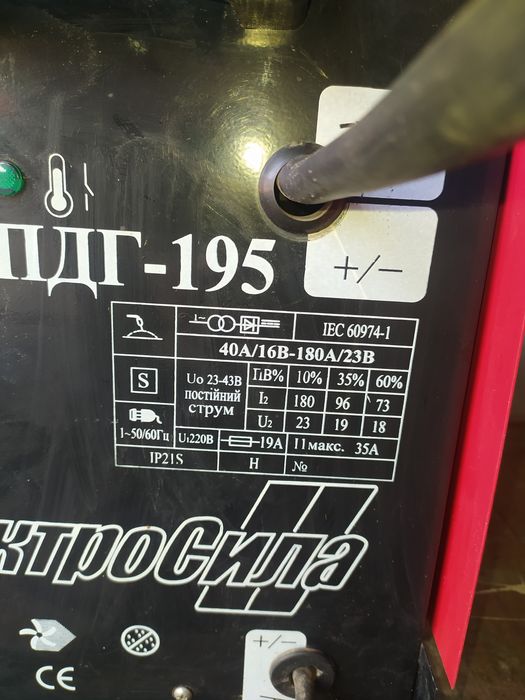 ПДГ-195
+/−
1~
IEC 60974-1
40А/16В-180А/23В
S
Uo 23-43В
постійний
струм
ПВ% 10% 35% 60%
I2 180 96 73
U2 23 19 18
1~50/60Гц
U1220В
19А
I1макс. 35А
IP21S
Н
№
ктроСила
+/−
CE